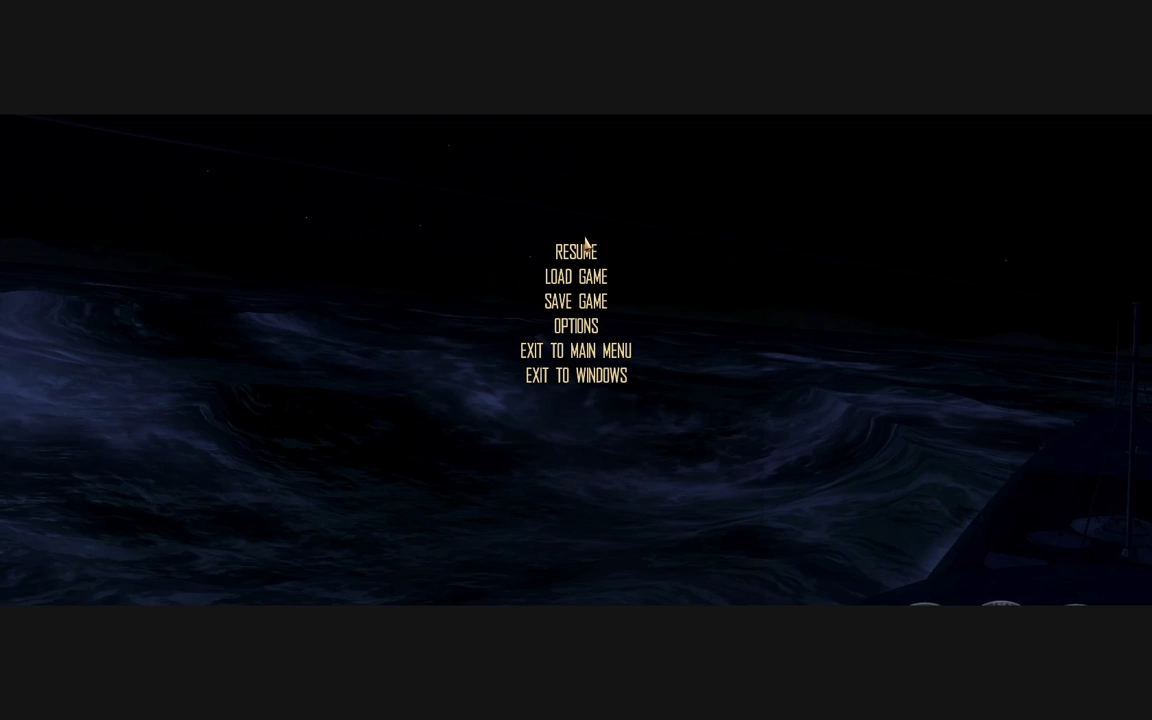 RESUME
LOAD GAME
SAVE GAME
OPTIONS
EXIT TO MAIN MENU
EXIT TO WINDOWS